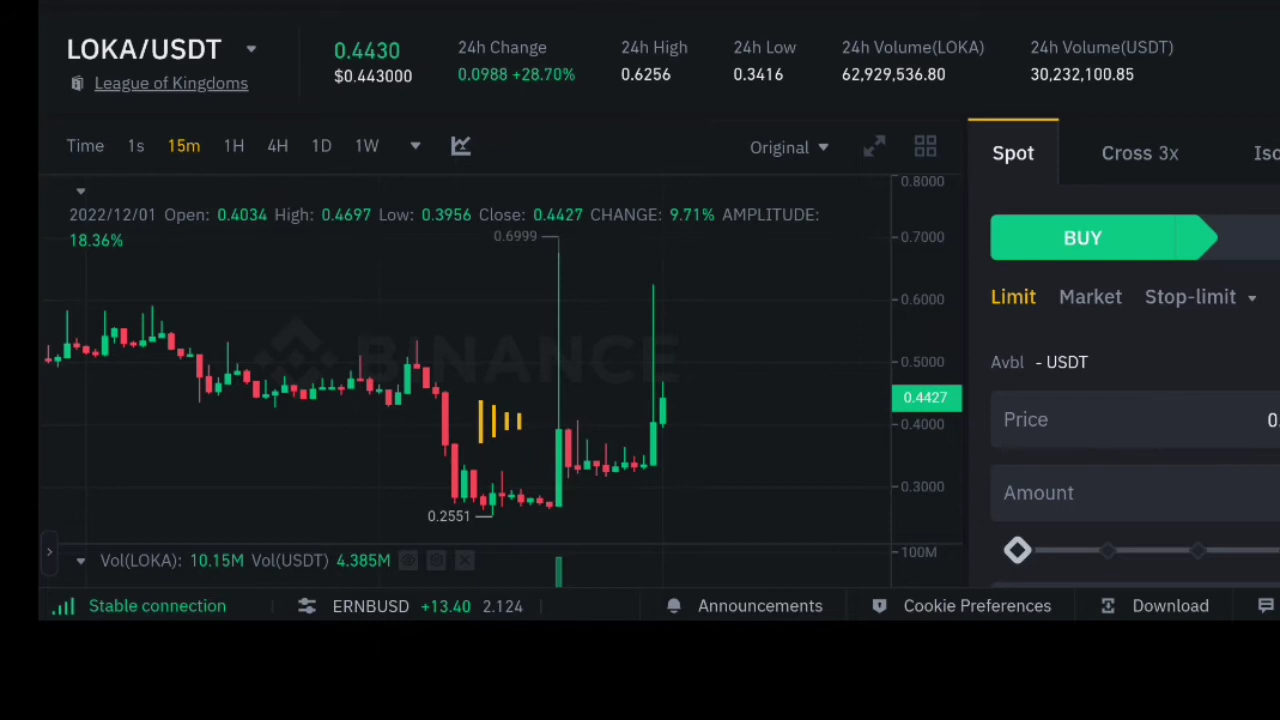 LOKA/USDT
League of Kingdoms
0.4430
$0.443000
24h Change
0.0988 +28.70%
24h High
0.6256
24h Low
0.3416
24h Volume(LOKA)
62,929,536.80
24h Volume(USDT)
30,232,100.85
Time 1s 15m 1H 4H 1D 1W
Original
Spot Cross 3x Iso
2022/12/01 Open: 0.4034 High: 0.4697 Low: 0.3956 Close: 0.4427 CHANGE: 9.71% AMPLITUDE:
18.36%
0.6999
0.2551
BINANCE
0.8000
0.7000
0.6000
0.5000
0.4427
0.4000
0.3000
100M
BUY
Limit Market Stop-limit
Avbl - USDT
Price 0.
Amount
Vol(LOKA): 10.15M Vol(USDT) 4.385M
Stable connection
ERNBUSD +13.40 2.124
Announcements
Cookie Preferences
Download